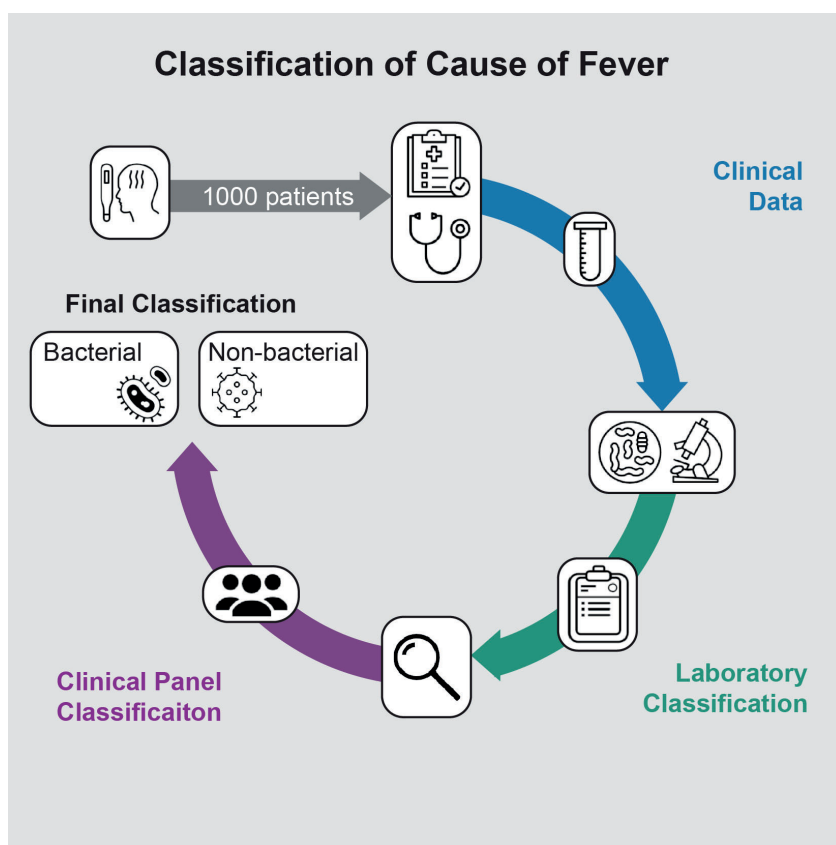 Classification of Cause of Fever
1000 patients
Clinical
Data
Final Classification
Bacterial
Non-bacterial
Laboratory
Classification
Clinical Panel
Classificaiton